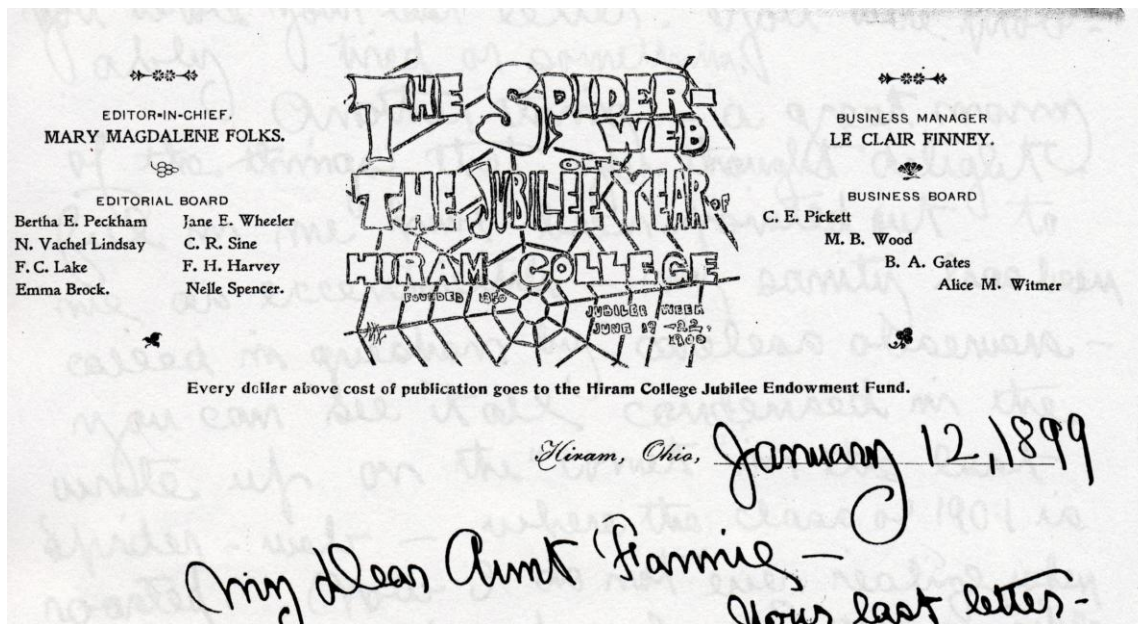 EDITOR-IN-CHIEF.
MARY MAGDALENE FOLKS.
EDITORIAL BOARD
Bertha H. Peckham
Jane E. Wheeler
N. Vachel Lindsay
C. R. Sine
F. C. Lake
F. H. Harvey
Emma Brock.
Nelle Spencer.
THE SPIDER-
WEB
OF
THE JUBILEE YEAR OF
HIRAM COLLEGE
FOUNDED 1850
JUBILEE WEEK
JUNE 17-22,
1900
BUSINESS MANAGER
LE CLAIR FINNEY.
BUSINESS BOARD
C. E. Pickett
M. B. Wood
B. A. Gates
Alice M. Witmer
Every dollar above cost of publication goes to the Hiram College Jubilee Endowment Fund.
Hiram, Ohio, January 12, 1899
My Dear Aunt Fannie,—
Your last letter-